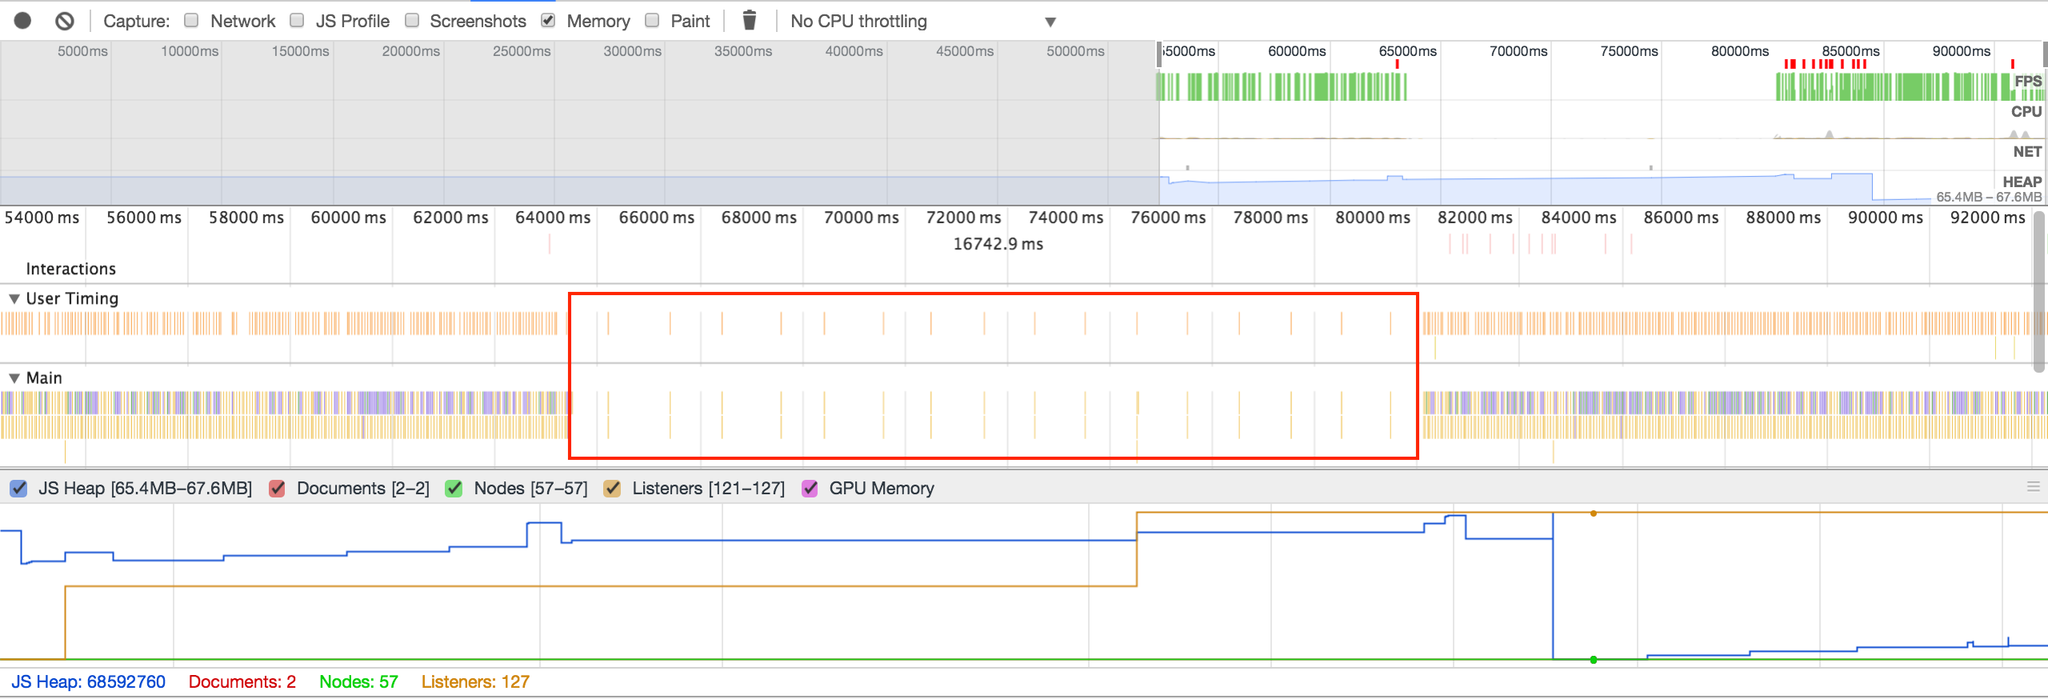 Capture: Network JS Profile Screenshots Memory Paint No CPU throttling ▼
5000ms 10000ms 15000ms 20000ms 25000ms 30000ms 35000ms 40000ms 45000ms 50000ms 55000ms 60000ms 65000ms 70000ms 75000ms 80000ms 85000ms 90000ms
FPS
CPU
NET
HEAP
65.4MB – 67.6MB
54000 ms 56000 ms 58000 ms 60000 ms 62000 ms 64000 ms 66000 ms 68000 ms 70000 ms 72000 ms 74000 ms 76000 ms 78000 ms 80000 ms 82000 ms 84000 ms 86000 ms 88000 ms 90000 ms 92000 ms
16742.9 ms
Interactions
▼ User Timing
▼ Main
JS Heap [65.4MB–67.6MB] Documents [2–2] Nodes [57–57] Listeners [121–127] GPU Memory
JS Heap: 68592760 Documents: 2 Nodes: 57 Listeners: 127